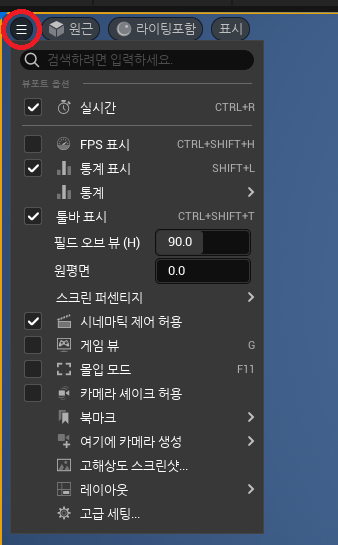 원근 라이팅포함 표시
검색하려면 입력하세요.
뷰포트 옵션
실시간 CTRL+R
FPS 표시 CTRL+SHIFT+H
통계 표시 SHIFT+L
통계
툴바 표시 CTRL+SHIFT+T
필드 오브 뷰 (H) 90.0
원평면 0.0
스크린 퍼센티지
시네마틱 제어 허용
게임 뷰 G
몰입 모드 F11
카메라 셰이크 허용
북마크
여기에 카메라 생성
고해상도 스크린샷...
레이아웃
고급 세팅...